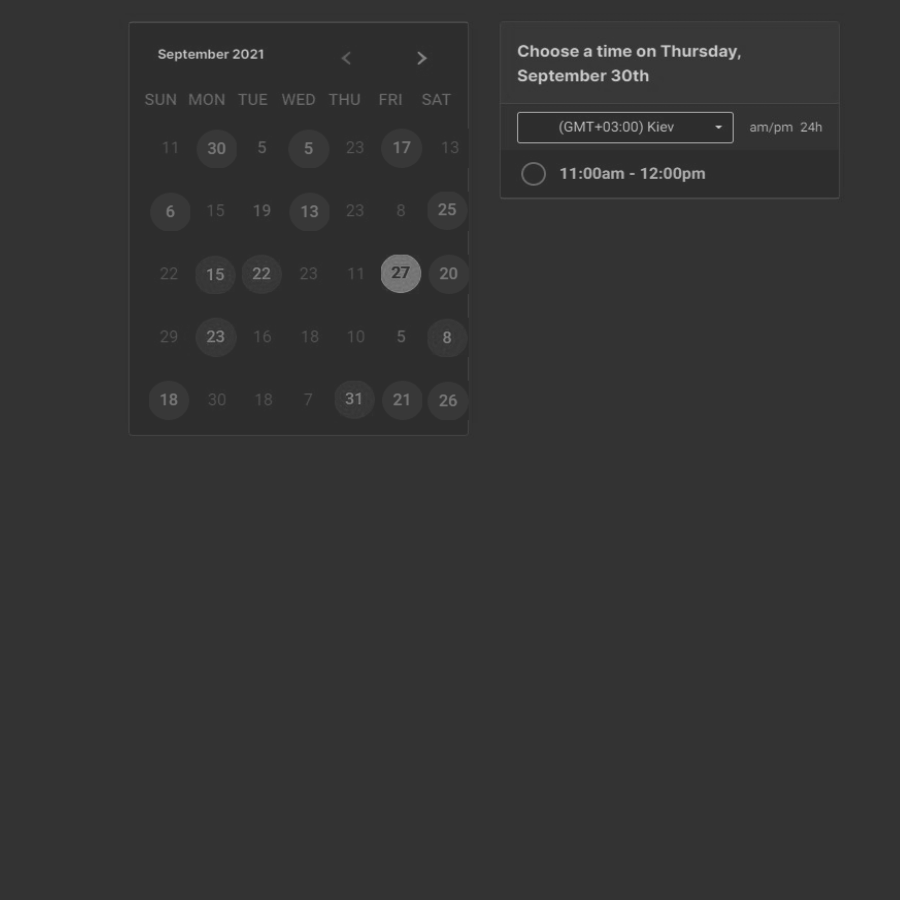 September 2021
SUN MON TUE WED THU FRI SAT
11 30 5 5 23 17 13
6 15 19 13 23 8 25
22 15 22 23 11 27 20
29 23 16 18 10 5 8
18 30 18 7 31 21 26
Choose a time on Thursday,
September 30th
(GMT+03:00) Kiev am/pm 24h
11:00am - 12:00pm